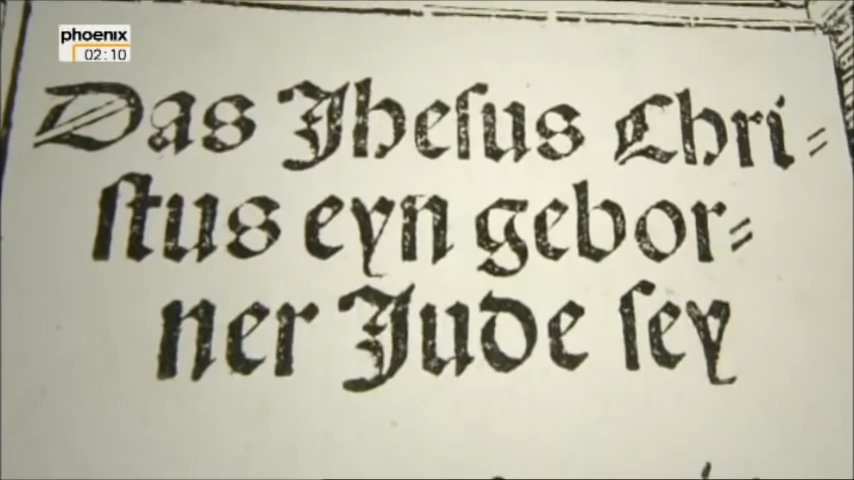 phoenix
02:10
Das Jheſus Chri⸗
ſtus eyn gebor⸗
ner Jude ſey